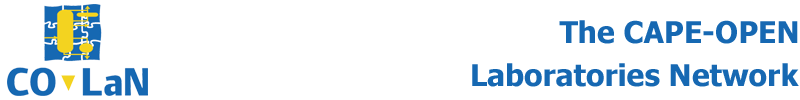 The CAPE-OPEN
Laboratories Network
CO LaN